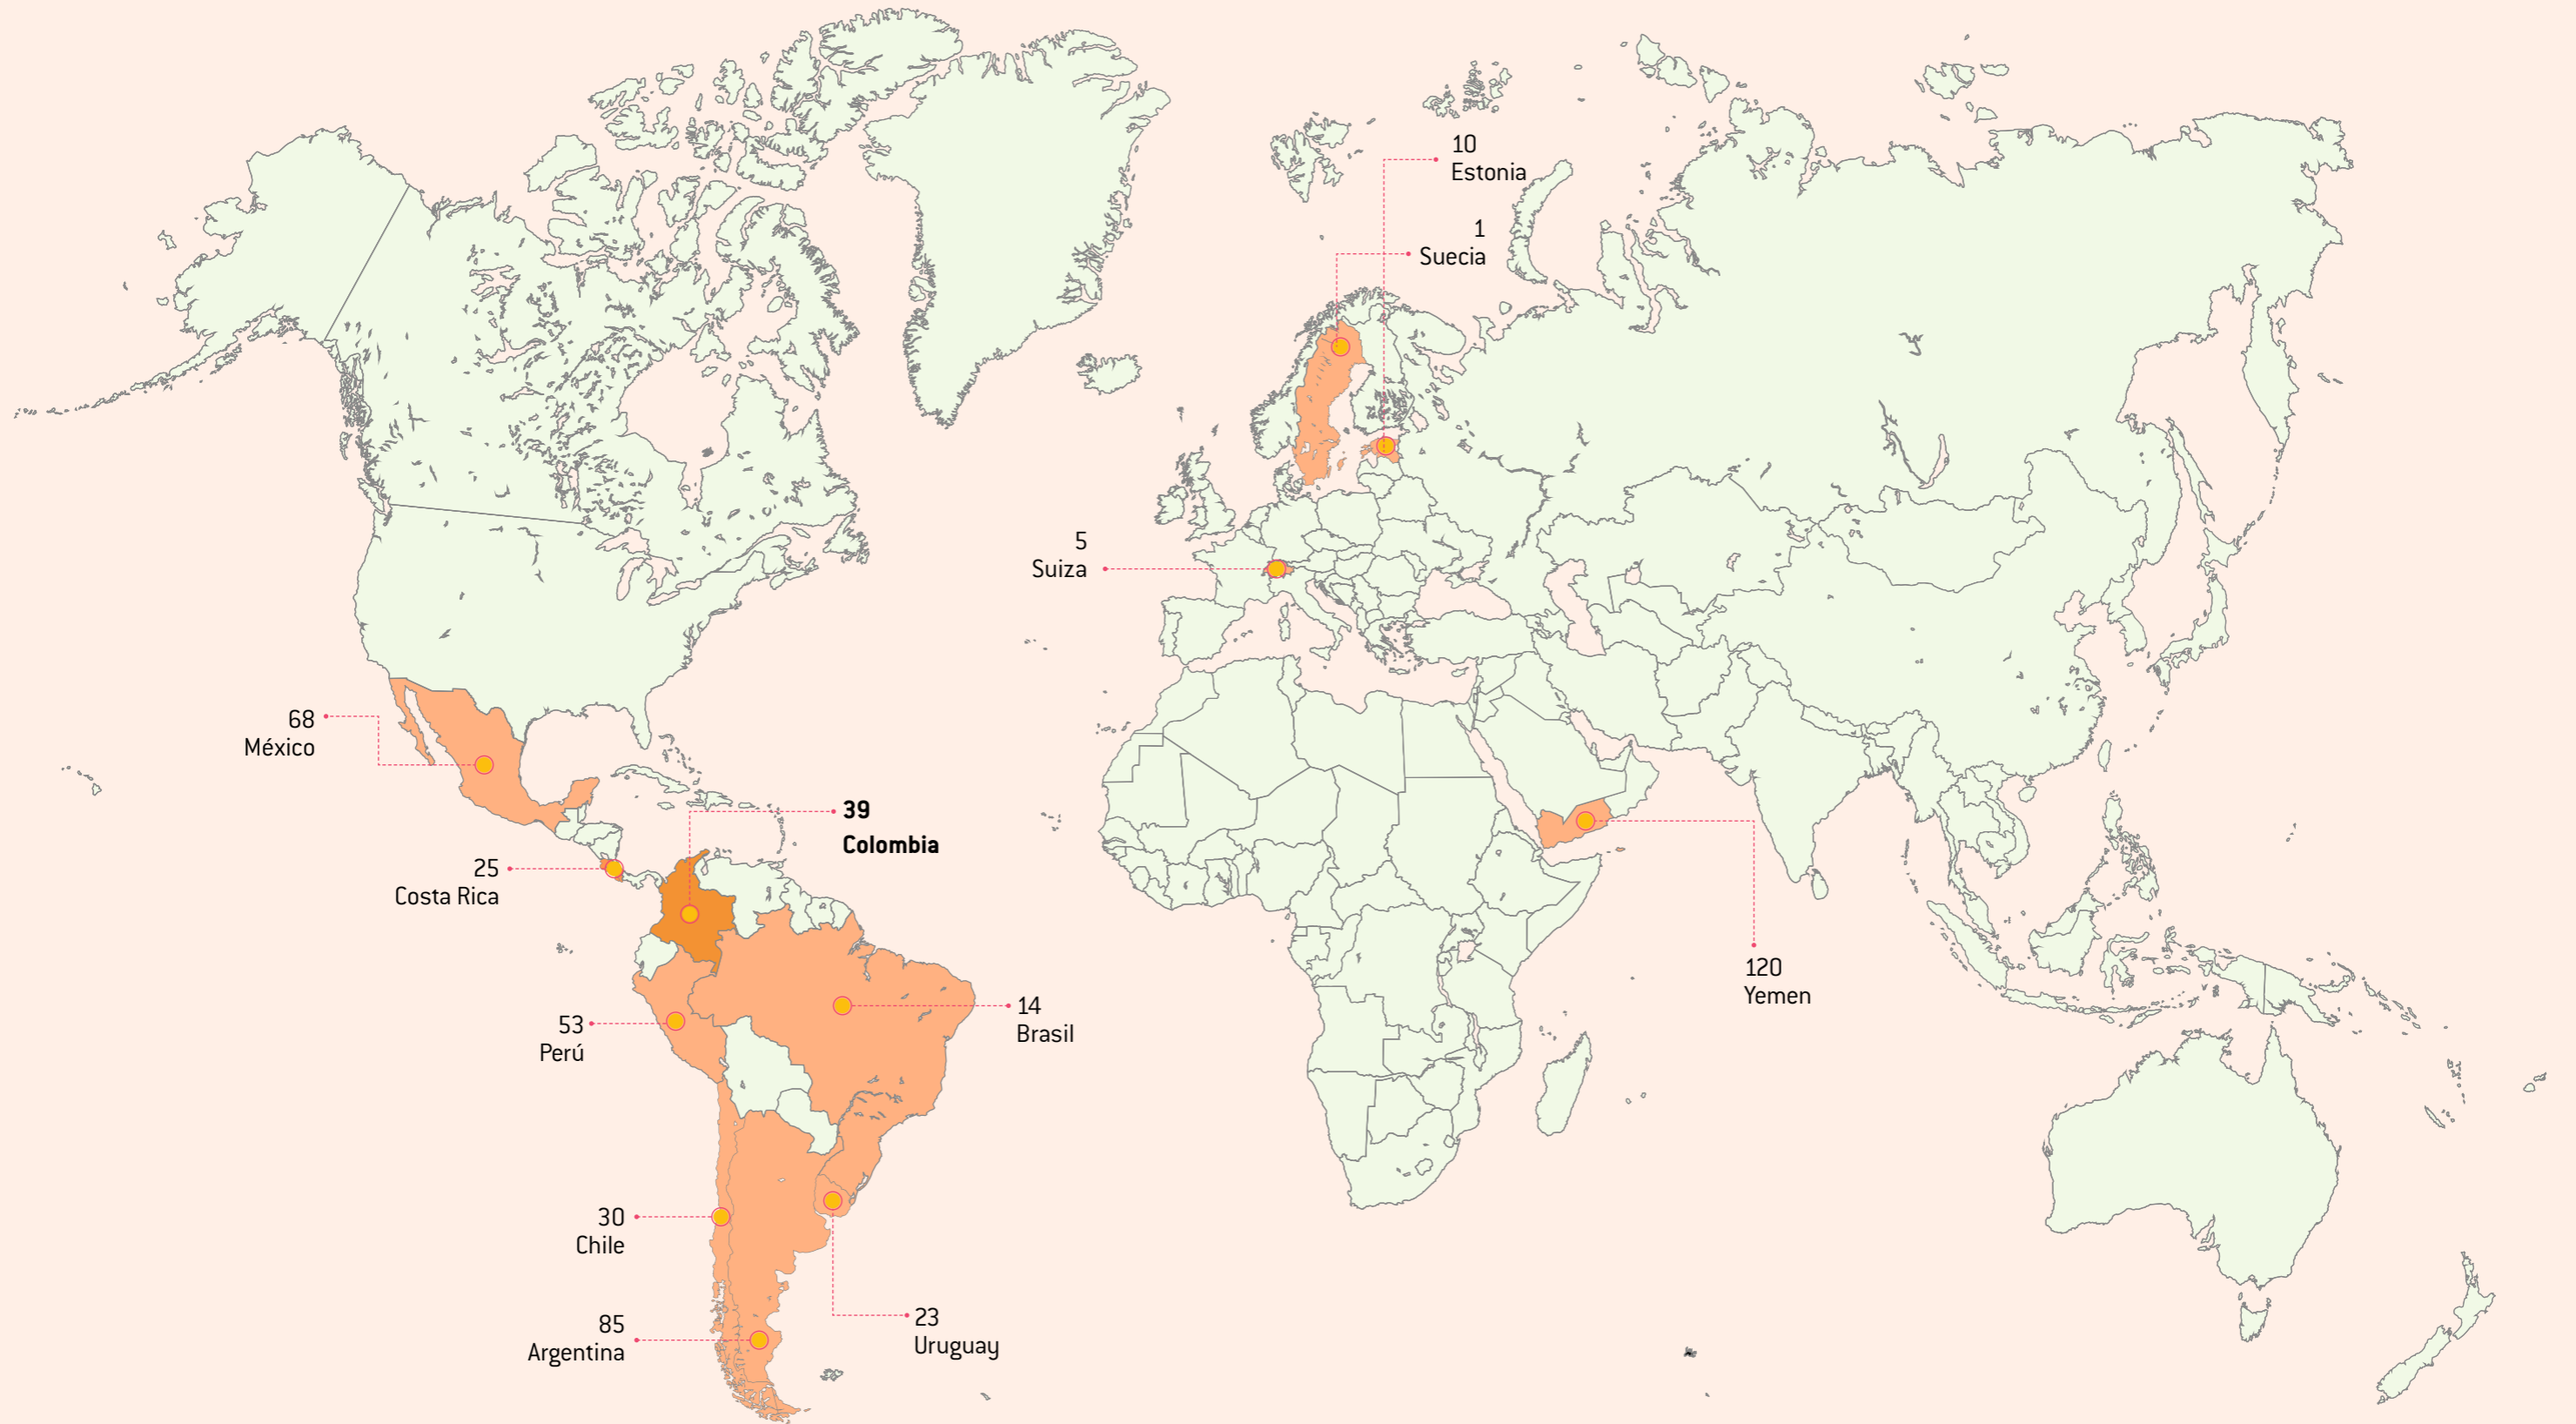 10
Estonia
1
Suecia
5
Suiza
68
México
39
Colombia
25
Costa Rica
120
Yemen
14
Brasil
53
Perú
30
Chile
23
Uruguay
85
Argentina